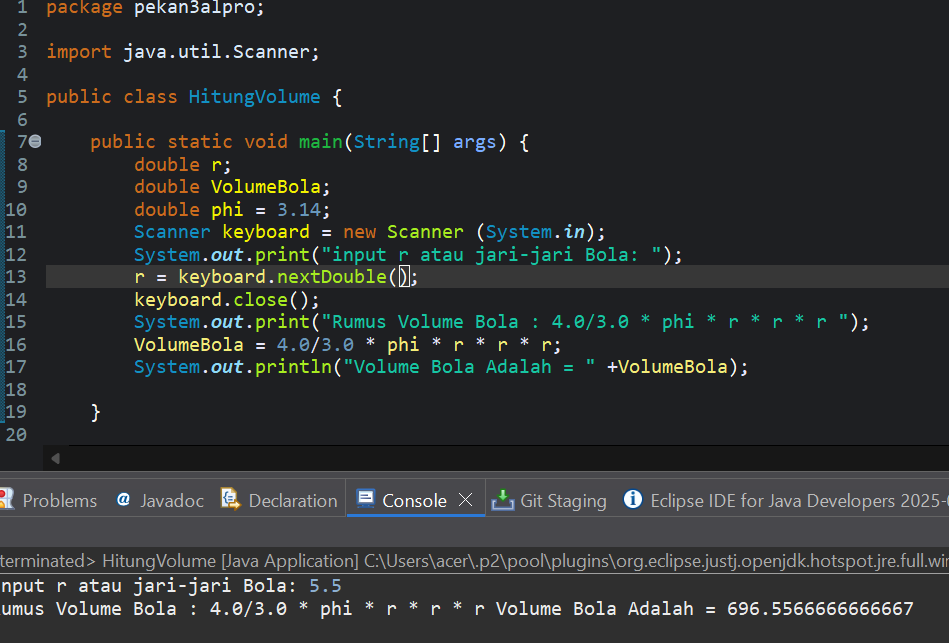 1 package pekan3alpro;
2
3 import java.util.Scanner;
4
5 public class HitungVolume {
6
7 public static void main(String[] args) {
8 double r;
9 double VolumeBola;
10 double phi = 3.14;
11 Scanner keyboard = new Scanner (System.in);
12 System.out.print("input r atau jari-jari Bola: ");
13 r = keyboard.nextDouble();
14 keyboard.close();
15 System.out.print("Rumus Volume Bola : 4.0/3.0 * phi * r * r * r ");
16 VolumeBola = 4.0/3.0 * phi * r * r * r;
17 System.out.println("Volume Bola Adalah = " +VolumeBola);
18
19 }
20
Problems @ Javadoc Declaration Console Git Staging Eclipse IDE for Java Developers 2025-
terminated> HitungVolume [Java Application] C:\Users\acer\.p2\pool\plugins\org.eclipse.justj.openjdk.hotspot.jre.full.wi
nput r atau jari-jari Bola: 5.5
umus Volume Bola : 4.0/3.0 * phi * r * r * r Volume Bola Adalah = 696.5566666666667